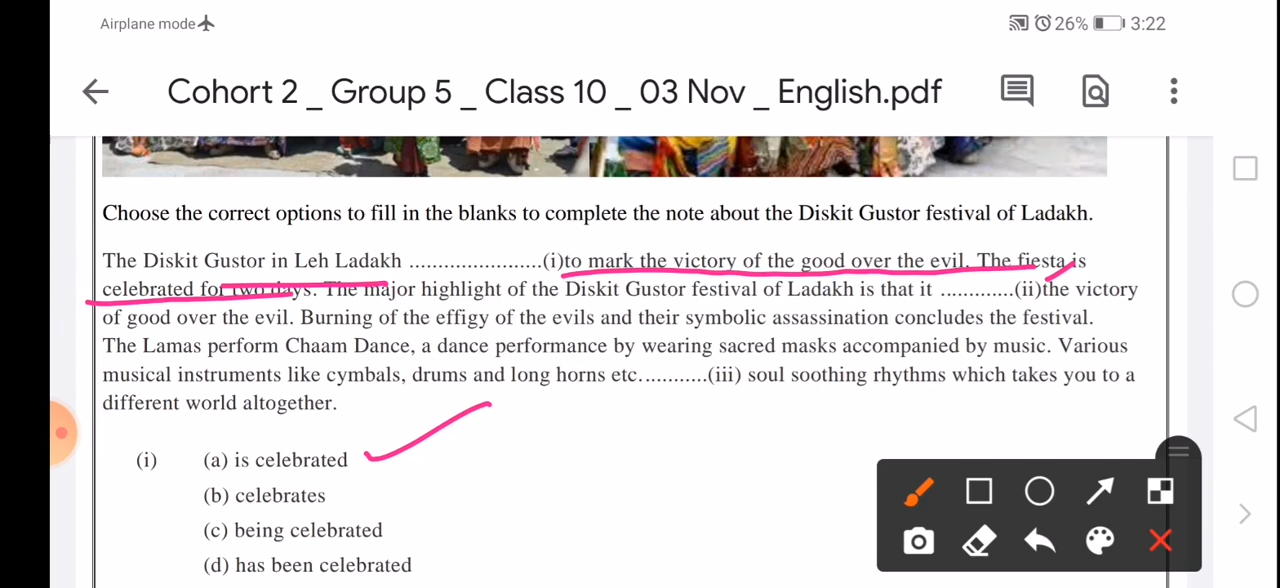 Airplane mode 26% 3:22
Cohort 2 _ Group 5 _ Class 10 _ 03 Nov _ English.pdf
Choose the correct options to fill in the blanks to complete the note about the Diskit Gustor festival of Ladakh.
The Diskit Gustor in Leh Ladakh .......................(i)to mark the victory of the good over the evil. The fiesta is
celebrated for two days. The major highlight of the Diskit Gustor festival of Ladakh is that it .............(ii)the victory
of good over the evil. Burning of the effigy of the evils and their symbolic assassination concludes the festival.
The Lamas perform Chaam Dance, a dance performance by wearing sacred masks accompanied by music. Various
musical instruments like cymbals, drums and long horns etc...........(iii) soul soothing rhythms which takes you to a
different world altogether.
(i) (a) is celebrated
(b) celebrates
(c) being celebrated
(d) has been celebrated